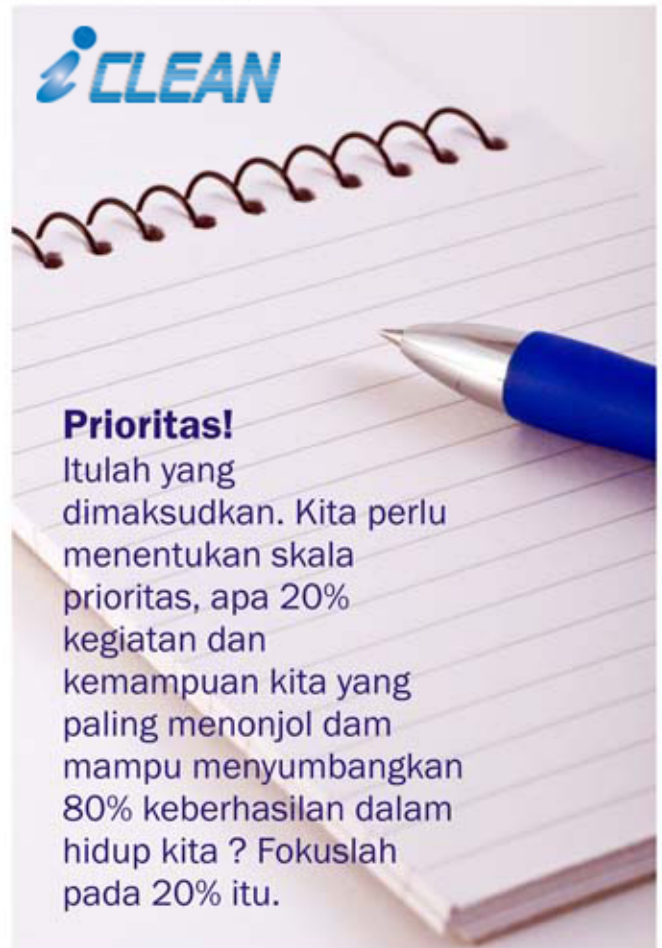 iCLEAN
Prioritas!
Itulah yang
dimaksudkan. Kita perlu
menentukan skala
prioritas, apa 20%
kegiatan dan
kemampuan kita yang
paling menonjol dam
mampu menyumbangkan
80% keberhasilan dalam
hidup kita ? Fokuslah
pada 20% itu.